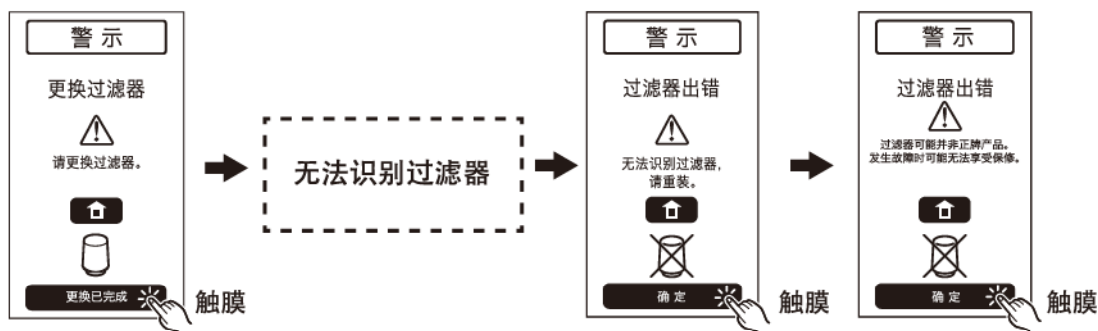 警示
更换过滤器
请更换过滤器。
更换已完成
触膜
无法识别过滤器
警示
过滤器出错
无法识别过滤器，
请重装。
确定
触膜
警示
过滤器出错
过滤器可能并非正牌产品。
发生故障时可能无法享受保修。
确定
触膜